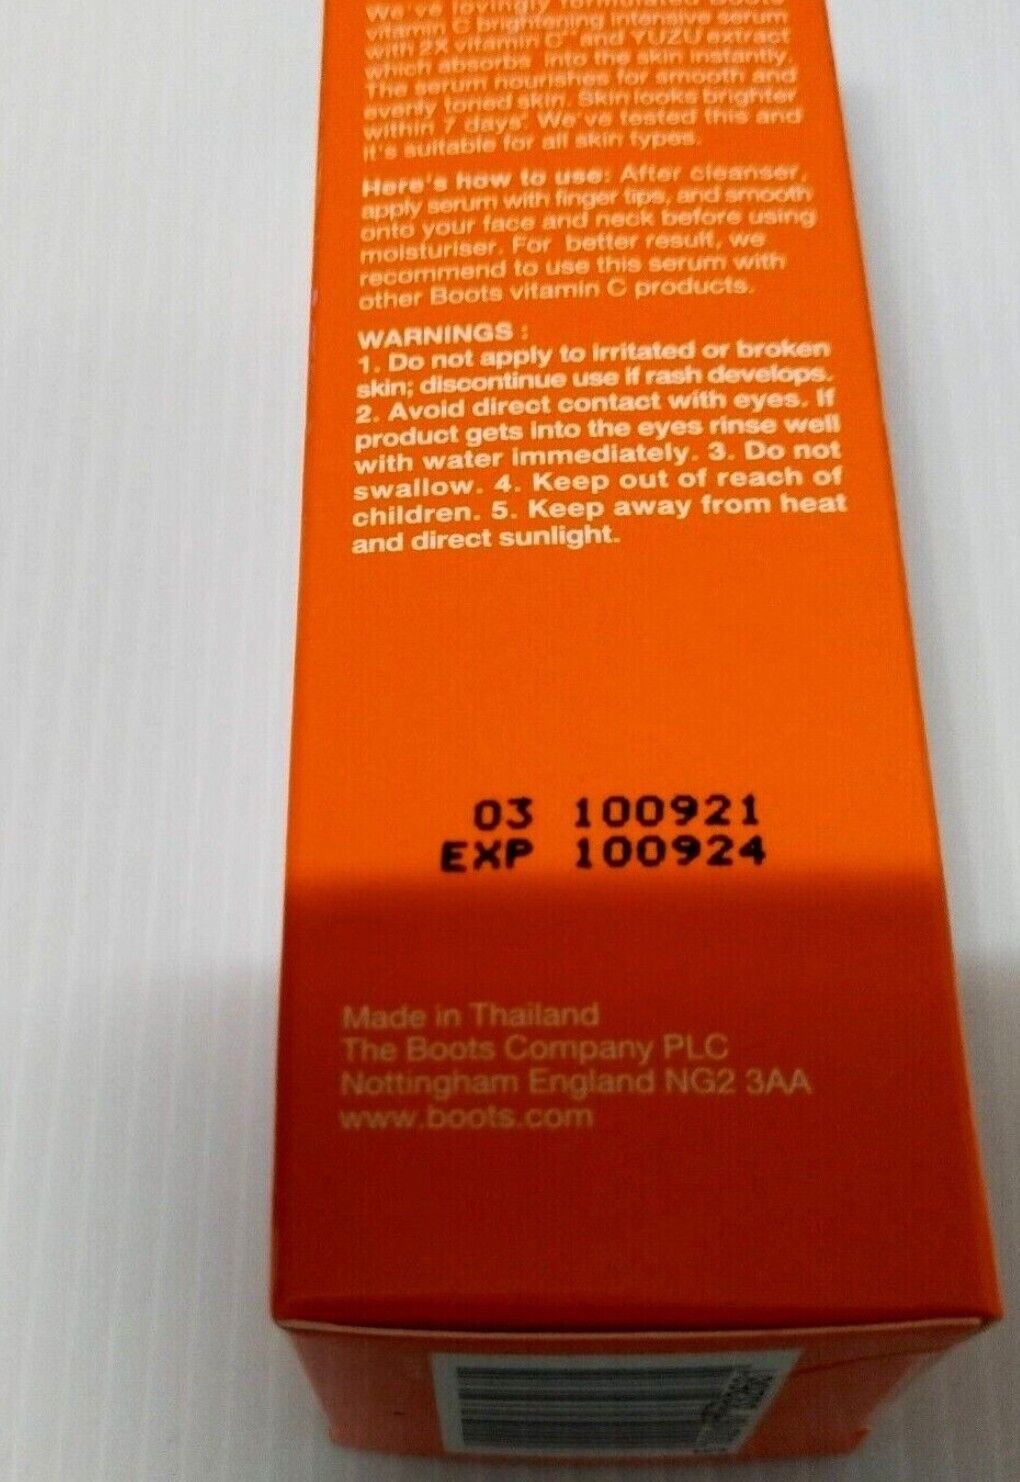 We've lovingly formulated Boots
vitamin C brightening intensive serum
with 2X vitamin C* and YUZU extract
which absorbs into the skin instantly.
The serum nourishes for smooth and
evenly toned skin. Skin looks brighter
within 7 days. We've tested this and
it's suitable for all skin types.
Here's how to use: After cleanser,
apply serum with finger tips, and smooth
onto your face and neck before using
moisturiser. For better result, we
recommend to use this serum with
other Boots vitamin C products.
WARNINGS :
1. Do not apply to irritated or broken
skin; discontinue use if rash develops.
2. Avoid direct contact with eyes. If
product gets into the eyes rinse well
with water immediately. 3. Do not
swallow. 4. Keep out of reach of
children. 5. Keep away from heat
and direct sunlight.
03 100921
EXP 100924
Made in Thailand
The Boots Company PLC
Nottingham England NG2 3AA
www.boots.com